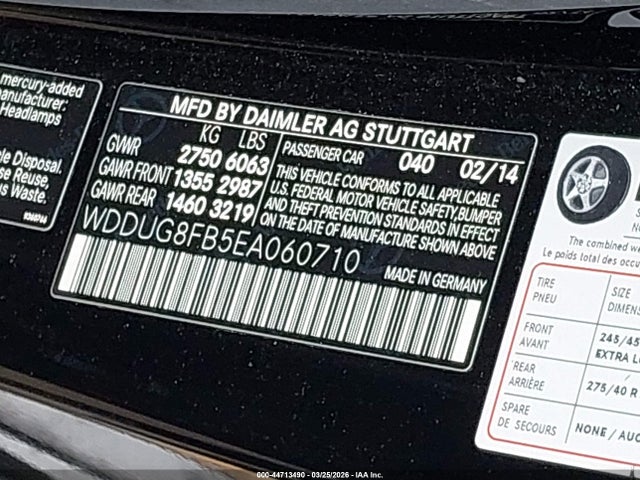 mercury-added
manufacturer:
Headlamps
Disposal.
Reuse,
us Waste.
MFD BY DAIMLER AG STUTTGART
KG LBS
GVWR 2750 6063
GAWR FRONT 1355 2987
GAWR REAR 1460 3219
PASSENGER CAR 040 02/14
THIS VEHICLE CONFORMS TO ALL APPLICABLE
U.S. FEDERAL MOTOR VEHICLE SAFETY, BUMPER
AND THEFT PREVENTION STANDARDS IN EFFECT
ON THE DATE OF MANUFACTURE SHOWN ABOVE
WDDUG8FB5EA060710
MADE IN GERMANY
The combined w
Le poids total des occu
TIRE SIZE
PNEU DIMENS
FRONT 245/45
AVANT EXTRA L
REAR 275/40 R
ARRIÈRE
SPARE NONE / AUC
DE SECOURS
000-44713490 - 03/25/2026 - IAA Inc.